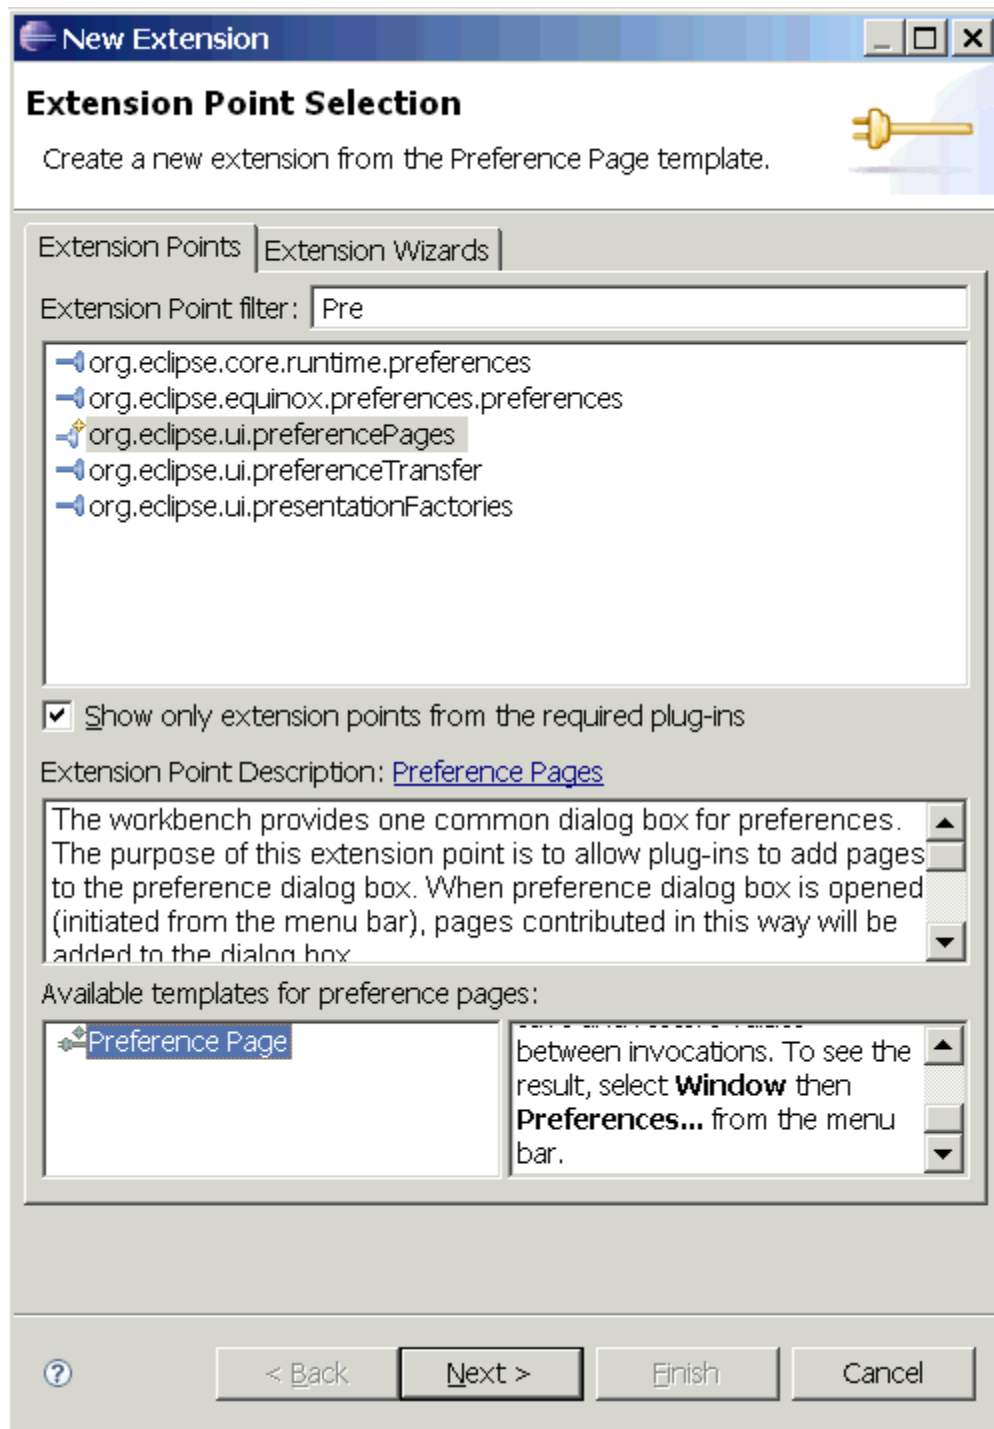 New Extension
Extension Point Selection
Create a new extension from the Preference Page template.
Extension Points
Extension Wizards
Extension Point filter: Pre
org.eclipse.core.runtime.preferences
org.eclipse.equinox.preferences.preferences
org.eclipse.ui.preferencePages
org.eclipse.ui.preferenceTransfer
org.eclipse.ui.presentationFactories
Show only extension points from the required plug-ins
Extension Point Description: Preference Pages
The workbench provides one common dialog box for preferences.
The purpose of this extension point is to allow plug-ins to add pages
to the preference dialog box. When preference dialog box is opened
(initiated from the menu bar), pages contributed in this way will be
added to the dialog box
Available templates for preference pages:
Preference Page
between invocations. To see the
result, select Window then
Preferences... from the menu
bar.
?
< Back
Next >
Finish
Cancel